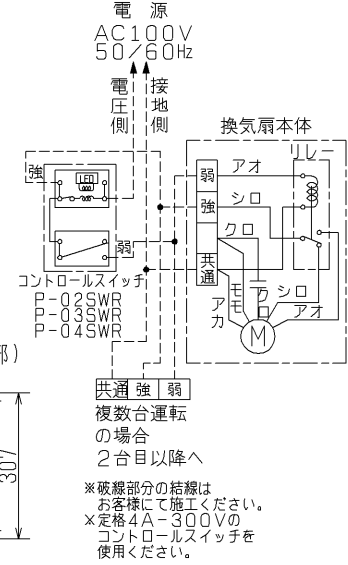 電源
AC100V
50/60Hz
電圧側
接地側
換気扇本体
リレー
強
LED
弱
コントロールスイッチ
P-02SWR
P-03SWR
P-04SWR
弱
アオ
強
シロ
クロ
共通
アカ
モモ
クロ
シロ
アオ
M
部)
307
共通 強 弱
複数台運転
の場合
2台目以降へ
※破線部分の結線は
お客様にて施工ください。
※定格4A-300Vの
コントロールスイッチを
使用ください。